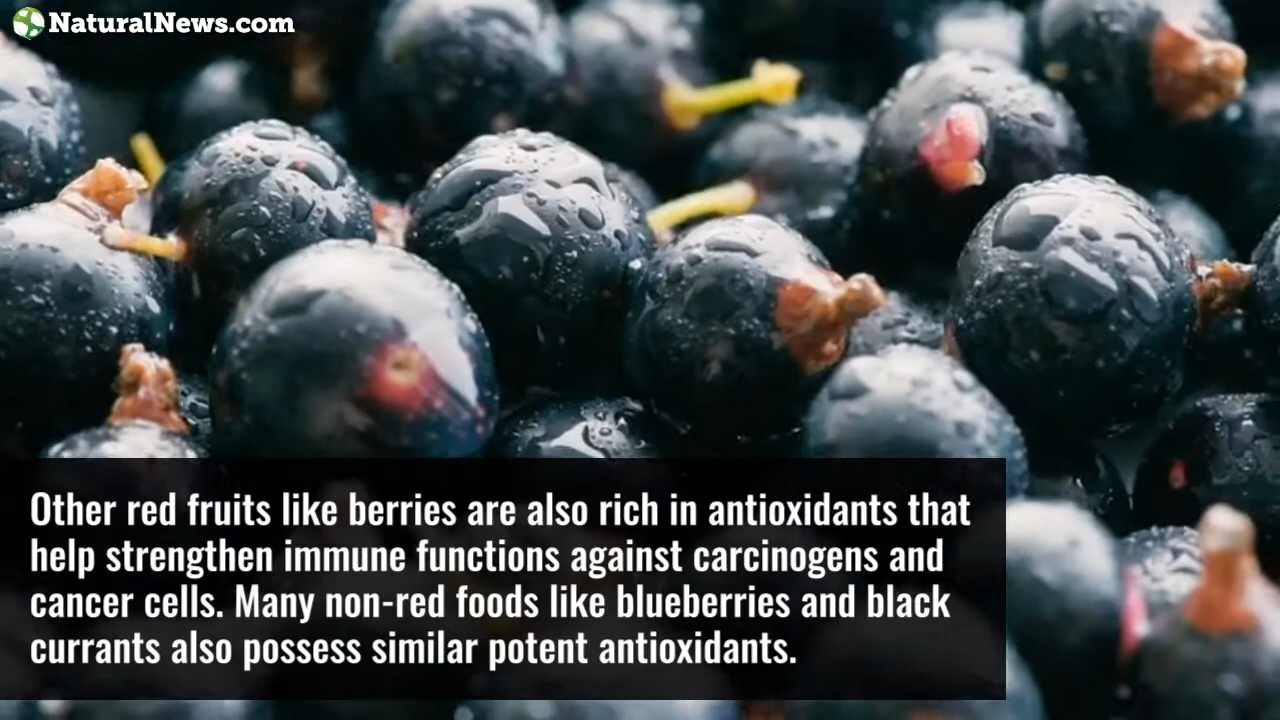 NaturalNews.com
Other red fruits like berries are also rich in antioxidants that
help strengthen immune functions against carcinogens and
cancer cells. Many non-red foods like blueberries and black
currants also possess similar potent antioxidants.